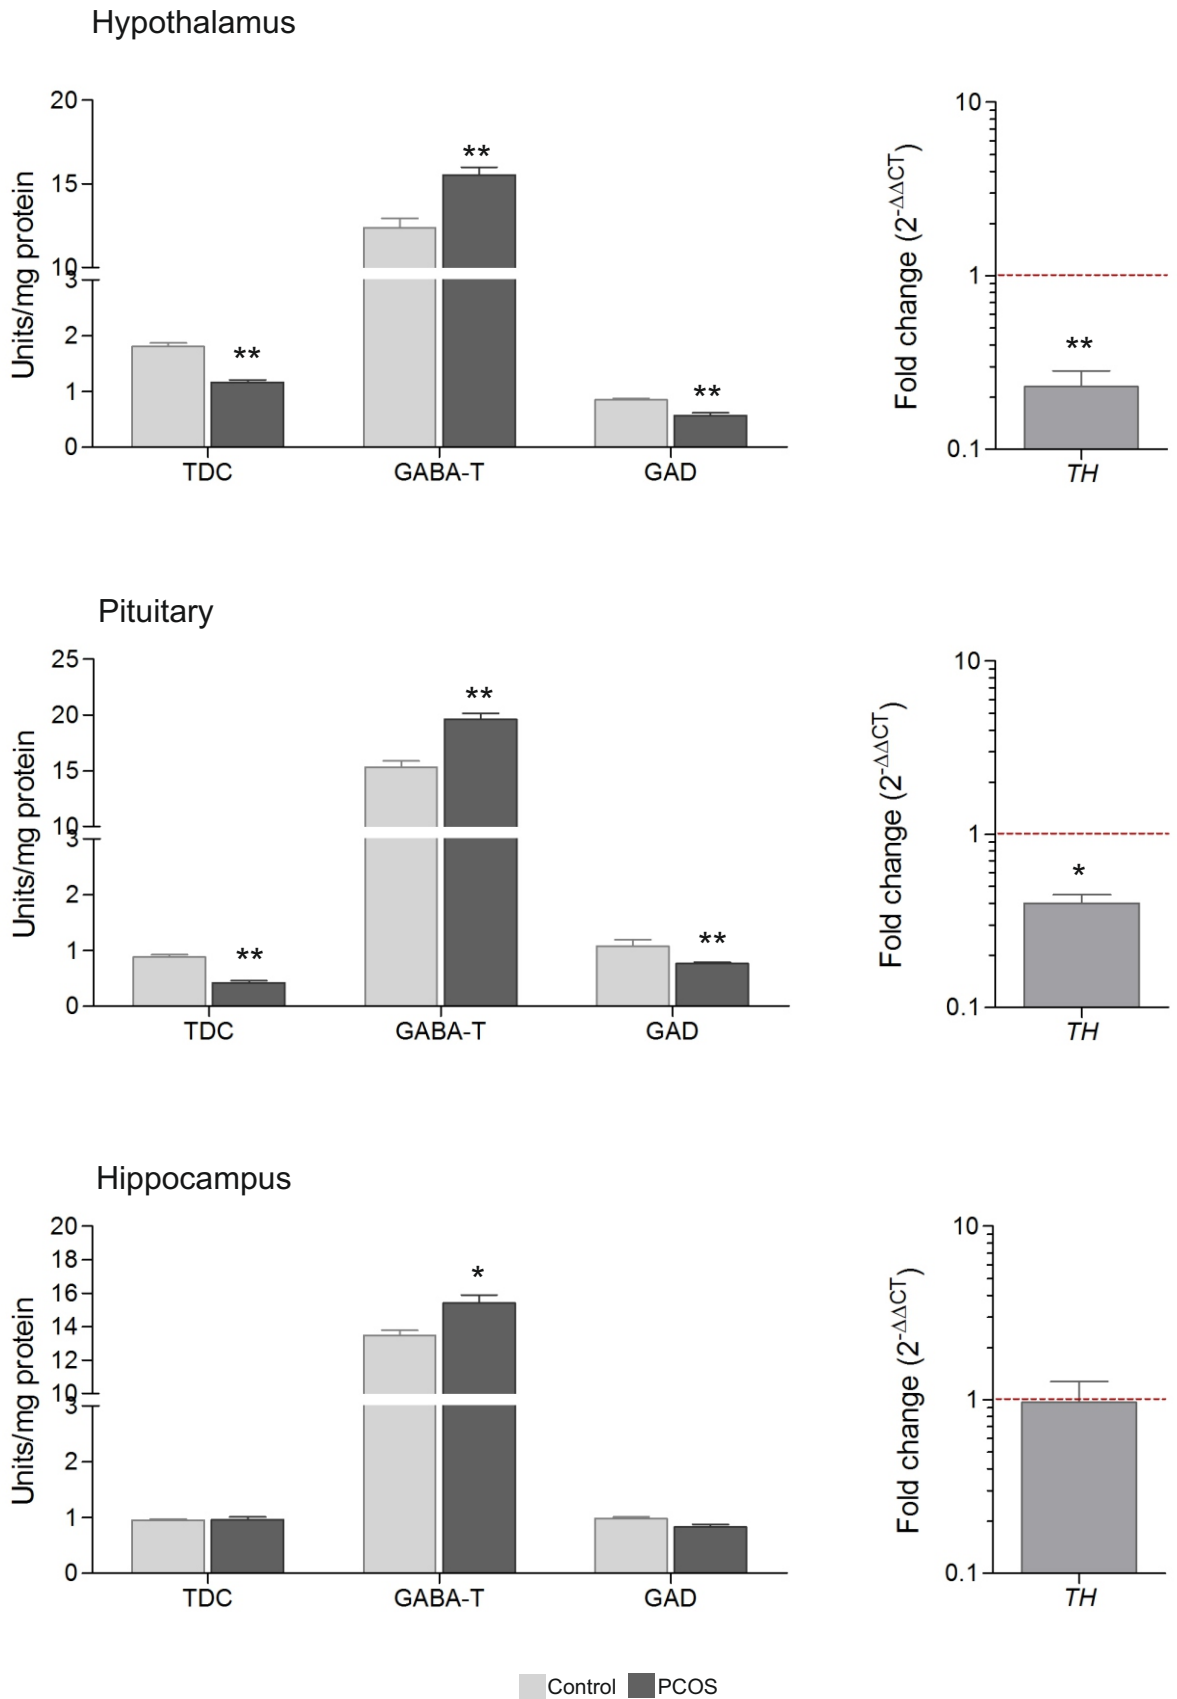 Hypothalamus
Units/mg protein
20
15
10
3
2
1
0
**
**
**
TDC
GABA-T
GAD
Fold change (2-ΔΔCT)
10
1
0.1
**
TH
Pituitary
Units/mg protein
25
20
15
10
3
2
1
0
**
**
**
TDC
GABA-T
GAD
Fold change (2-ΔΔCT)
10
1
0.1
*
TH
Hippocampus
Units/mg protein
20
18
16
14
12
10
3
2
1
0
*
TDC
GABA-T
GAD
Fold change (2-ΔΔCT)
10
1
0.1
TH
Control PCOS